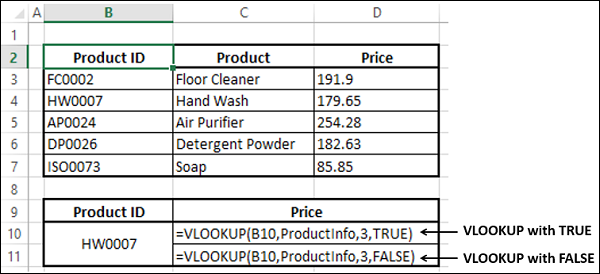 A B C D
1
2 Product ID Product Price
3 FC0002 Floor Cleaner 191.9
4 HW0007 Hand Wash 179.65
5 AP0024 Air Purifier 254.28
6 DP0026 Detergent Powder 182.63
7 ISO0073 Soap 85.85
8
9 Product ID Price
10 HW0007 =VLOOKUP(B10,ProductInfo,3,TRUE) VLOOKUP with TRUE
11 =VLOOKUP(B10,ProductInfo,3,FALSE) VLOOKUP with FALSE